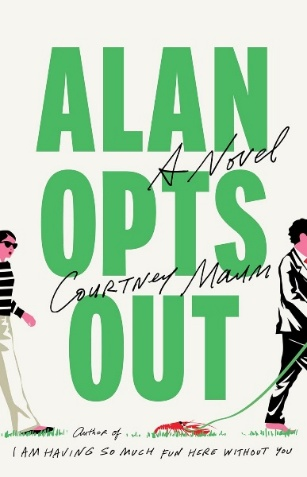 ALAN
A Novel
OPTS
COURTNEY MAUM
OUT
Author of
I AM HAVING SO MUCH FUN HERE WITHOUT YOU